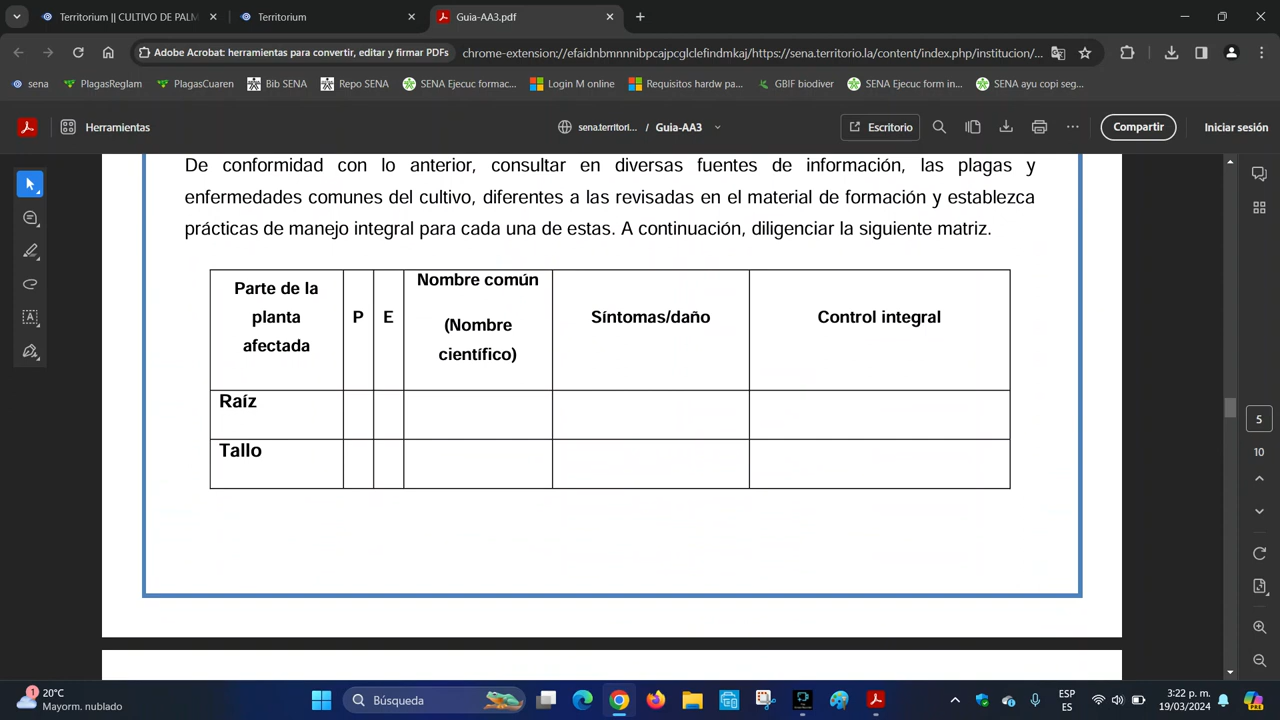 Territorium || CULTIVO DE PALM
Territorium
Guia-AA3.pdf
Adobe Acrobat: herramientas para convertir, editar y firmar PDFs
chrome-extension://efaidnbmnnnibpcajpcglclefindmkaj/https://sena.territorio.la/content/index.php/institucion/...
sena
PlagasReglam
PlagasCuaren
Bib SENA
Repo SENA
SENA Ejecuc formac...
Login M online
Requisitos hardw pa...
GBIF biodiver
SENA Ejecuc form in...
SENA ayu copi seg...
Herramientas
sena.territori... / Guia-AA3
Escritorio
Compartir
Iniciar sesión
De conformidad con lo anterior, consultar en diversas fuentes de información, las plagas y
enfermedades comunes del cultivo, diferentes a las revisadas en el material de formación y establezca
prácticas de manejo integral para cada una de estas. A continuación, diligenciar la siguiente matriz.
Parte de la
planta
afectada
P
E
Nombre común
(Nombre
científico)
Síntomas/daño
Control integral
Raíz
Tallo
5
10
1
20°C
Mayorm. nublado
Búsqueda
ESP
ES
3:22 p. m.
19/03/2024
PRE